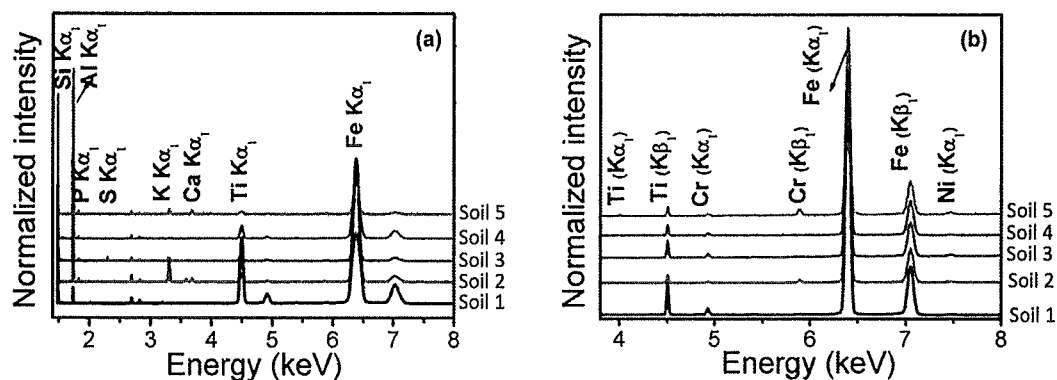 (a)
Normalized intensity
Si Kα1
Al Kα1
P Kα1
S Kα1
K Kα1
Ca Kα1
Ti Kα1
Fe Kα1
Soil 5
Soil 4
Soil 3
Soil 2
Soil 1
2 3 4 5 6 7 8
Energy (keV)
(b)
Normalized intensity
Ti (Kα1)
Ti (Kβ1)
Cr (Kα1)
Cr (Kβ1)
Fe (Kα1)
Fe (Kβ1)
Ni (Kα1)
Soil 5
Soil 4
Soil 3
Soil 2
Soil 1
4 5 6 7 8
Energy (keV)